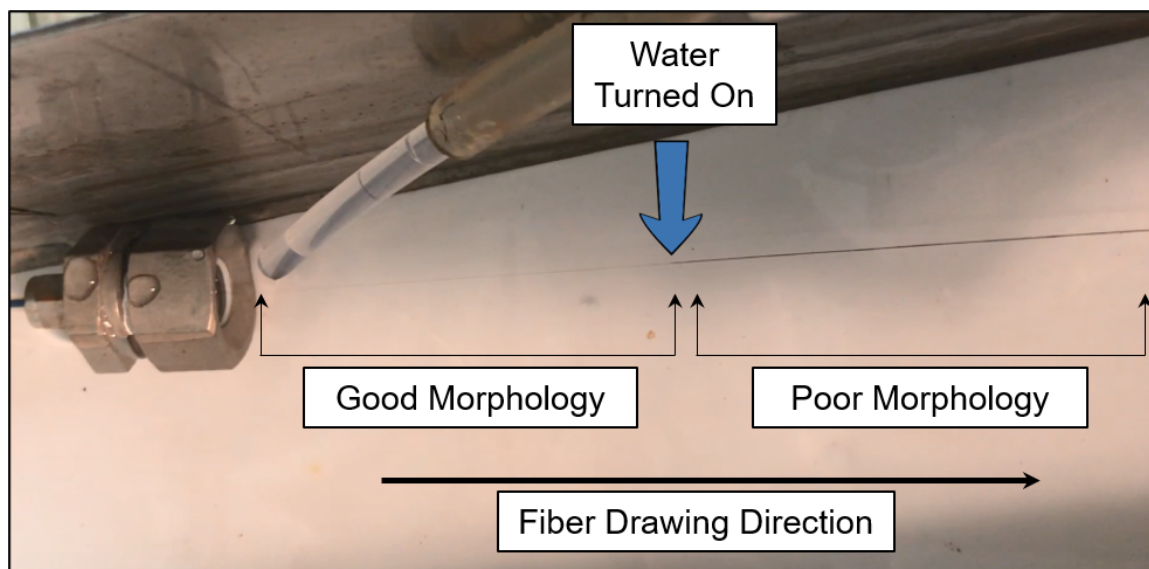 Water
Turned On
Good Morphology
Poor Morphology
Fiber Drawing Direction